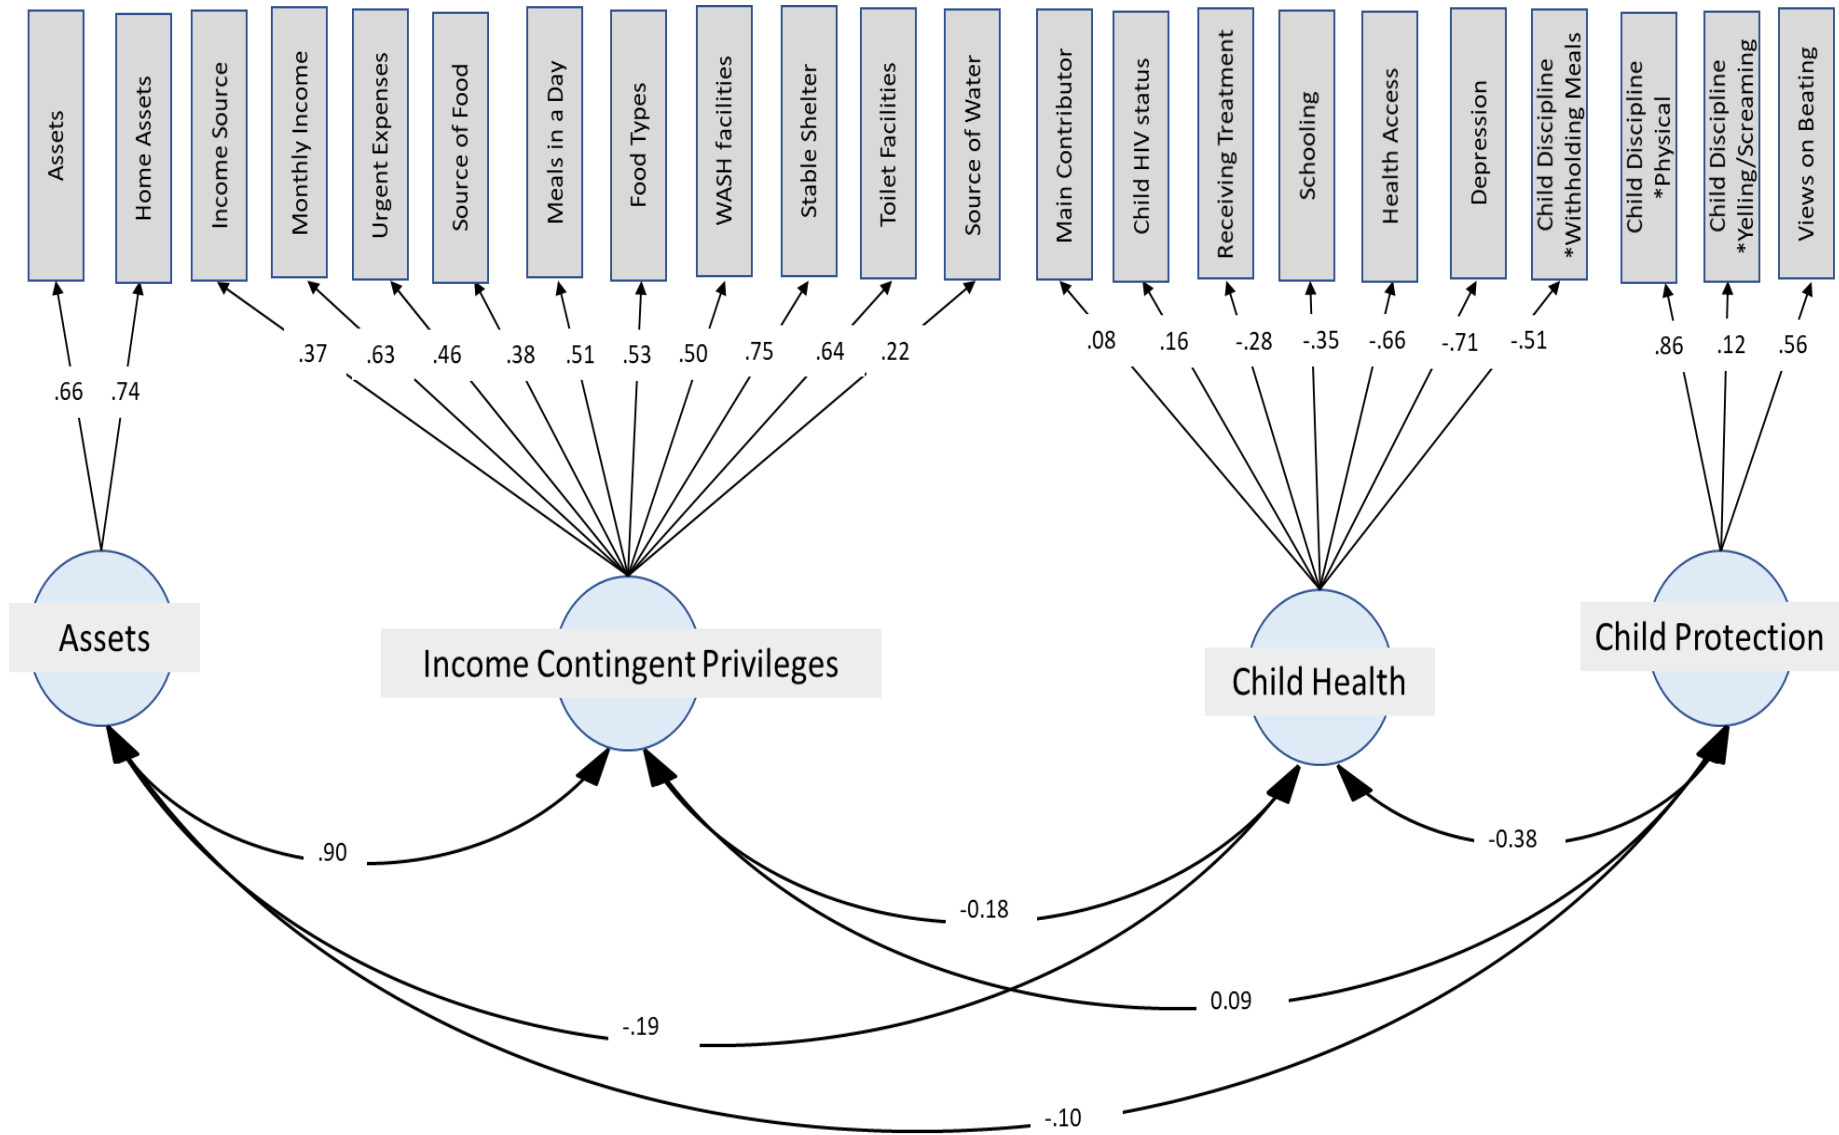 Assets
Home Assets
Income Source
Monthly Income
Urgent Expenses
Source of Food
Meals in a Day
Food Types
WASH facilities
Stable Shelter
Toilet Facilities
Source of Water
Main Contributor
Child HIV status
Receiving Treatment
Schooling
Health Access
Depression
Child Discipline
*Withholding Meals
Child Discipline
*Physical
Child Discipline
*Yelling/Screaming
Views on Beating
.66
.74
.37
.63
.46
.38
.51
.53
.50
.75
.64
.22
.08
.16
-.28
-.35
-.66
-.71
-.51
.86
.12
.56
Assets
Income Contingent Privileges
Child Health
Child Protection
.90
-0.18
-0.38
-.19
0.09
-.10